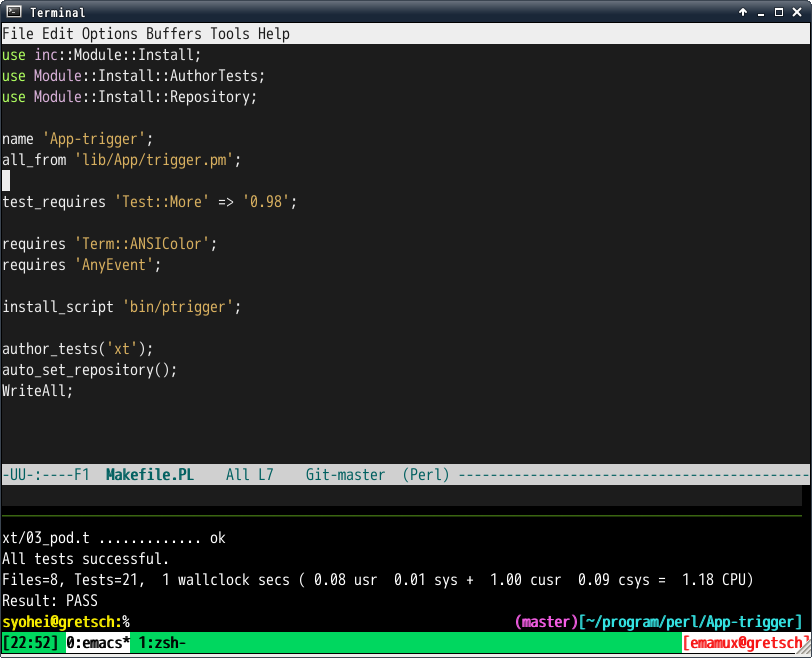 Terminal
File Edit Options Buffers Tools Help
use inc::Module::Install;
use Module::Install::AuthorTests;
use Module::Install::Repository;
name 'App-trigger';
all_from 'lib/App/trigger.pm';
test_requires 'Test::More' => '0.98';
requires 'Term::ANSIColor';
requires 'AnyEvent';
install_script 'bin/ptrigger';
author_tests('xt');
auto_set_repository();
WriteAll;
-UU-:----F1  Makefile.PL    All L7    Git-master  (Perl) --------------------------------------------
xt/03_pod.t ............. ok
All tests successful.
Files=8, Tests=21,  1 wallclock secs ( 0.08 usr  0.01 sys +  1.00 cusr  0.09 csys =  1.18 CPU)
Result: PASS
syohei@gretsch:% (master)[~/program/perl/App-trigger]
[22:52] 0:emacs* 1:zsh- [emamux@gretsch